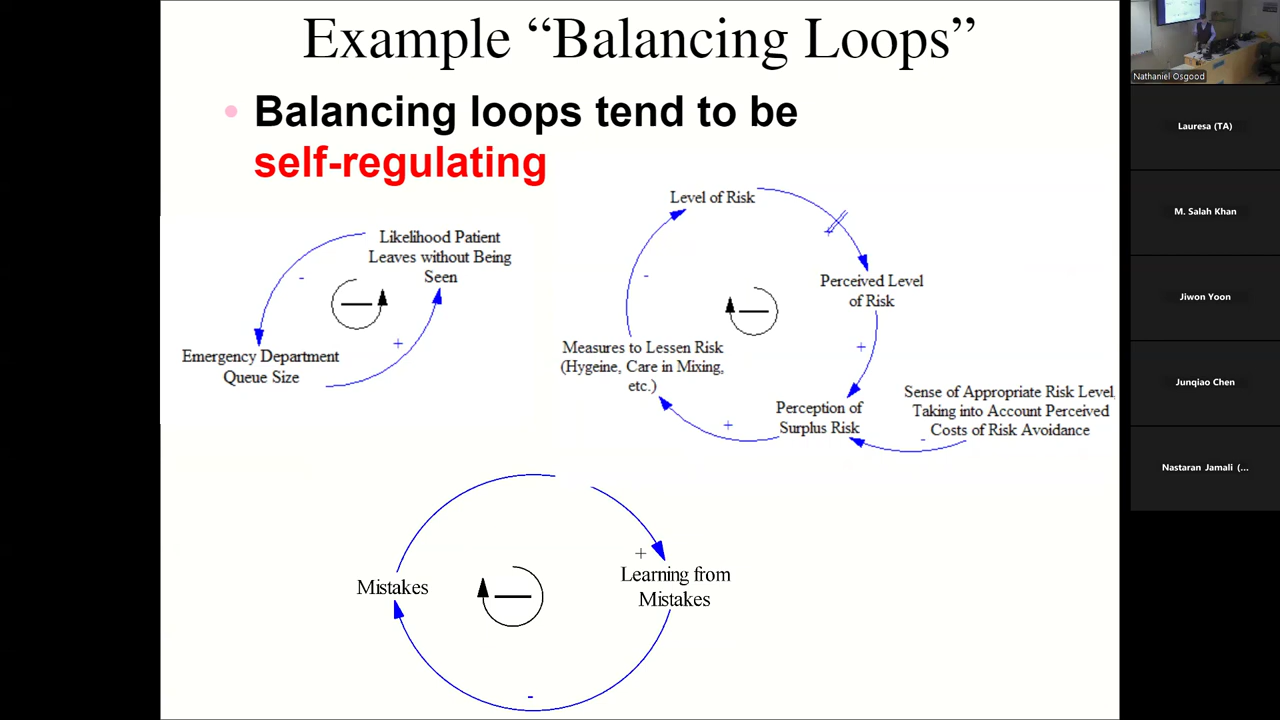 Example “Balancing Loops”
• Balancing loops tend to be
self-regulating
Likelihood Patient
Leaves without Being
Seen
-
+
Emergency Department
Queue Size
Level of Risk
+
Perceived Level
of Risk
-
+
Measures to Lessen Risk
(Hygeine, Care in Mixing,
etc.)
Perception of
Surplus Risk
+
Sense of Appropriate Risk Level,
Taking into Account Perceived
Costs of Risk Avoidance
-
Mistakes
+
Learning from
Mistakes
-
Nathaniel Osgood
Lauresa (TA)
M. Salah Khan
Jiwon Yoon
Junqiao Chen
Nastaran Jamali (...